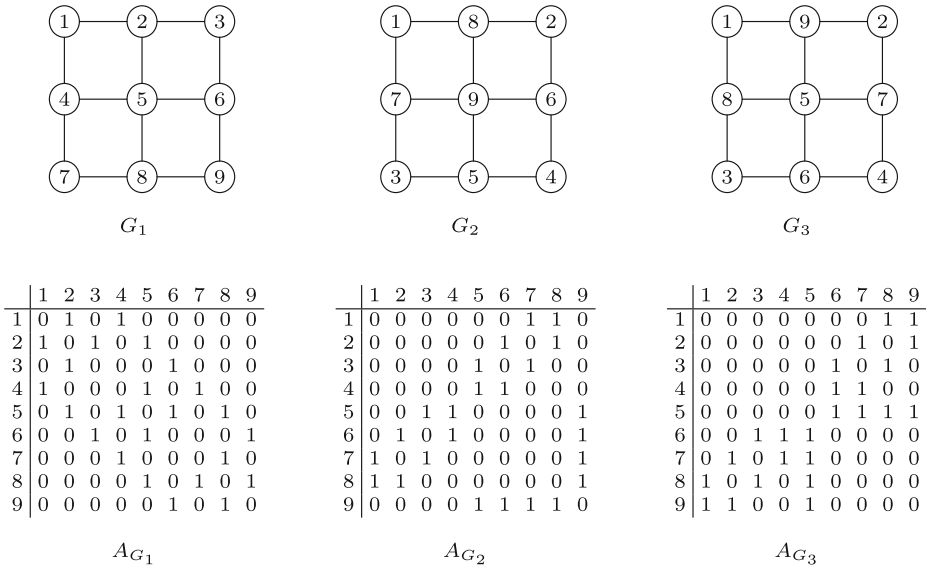 1 2 3
4 5 6
7 8 9
G1
1 8 2
7 9 6
3 5 4
G2
1 9 2
8 5 7
3 6 4
G3
1 2 3 4 5 6 7 8 9
1 0 1 0 1 0 0 0 0 0
2 1 0 1 0 1 0 0 0 0
3 0 1 0 0 0 1 0 0 0
4 1 0 0 0 1 0 1 0 0
5 0 1 0 1 0 1 0 1 0
6 0 0 1 0 1 0 0 0 1
7 0 0 0 1 0 0 0 1 0
8 0 0 0 0 1 0 1 0 1
9 0 0 0 0 0 1 0 1 0
AG1
1 2 3 4 5 6 7 8 9
1 0 0 0 0 0 0 1 1 0
2 0 0 0 0 0 1 0 1 0
3 0 0 0 0 1 0 1 0 0
4 0 0 0 0 1 1 0 0 0
5 0 0 1 1 0 0 0 0 1
6 0 1 0 1 0 0 0 0 1
7 1 0 1 0 0 0 0 0 1
8 1 1 0 0 0 0 0 0 1
9 0 0 0 0 1 1 1 1 0
AG2
1 2 3 4 5 6 7 8 9
1 0 0 0 0 0 0 0 1 1
2 0 0 0 0 0 0 1 0 1
3 0 0 0 0 0 1 0 1 0
4 0 0 0 0 0 1 1 0 0
5 0 0 0 0 0 1 1 1 1
6 0 0 1 1 1 0 0 0 0
7 0 1 0 1 1 0 0 0 0
8 1 0 1 0 1 0 0 0 0
9 1 1 0 0 1 0 0 0 0
AG3